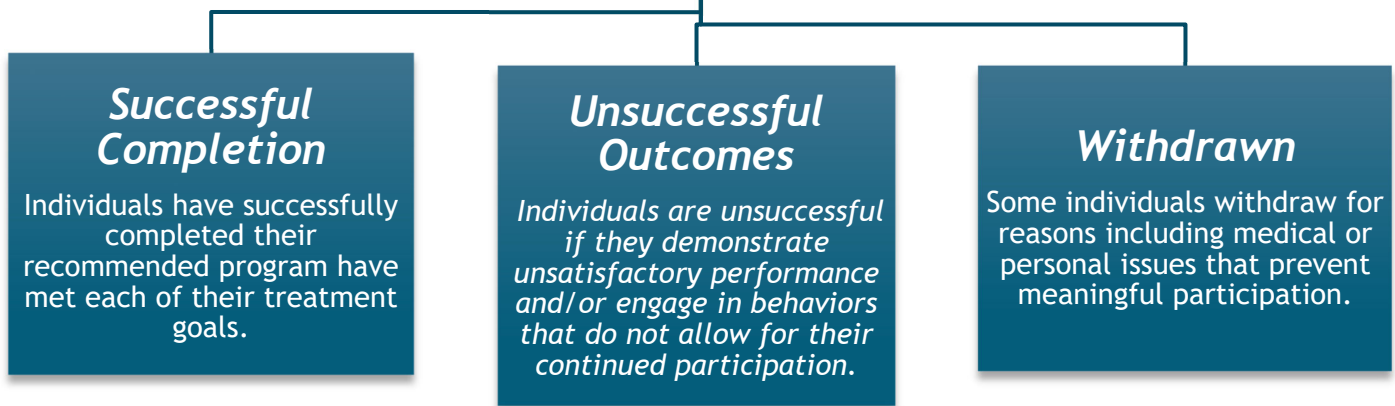 Successful
Completion
Individuals have successfully
completed their
recommended program have
met each of their treatment
goals.
Unsuccessful
Outcomes
Individuals are unsuccessful
if they demonstrate
unsatisfactory performance
and/or engage in behaviors
that do not allow for their
continued participation.
Withdrawn
Some individuals withdraw for
reasons including medical or
personal issues that prevent
meaningful participation.